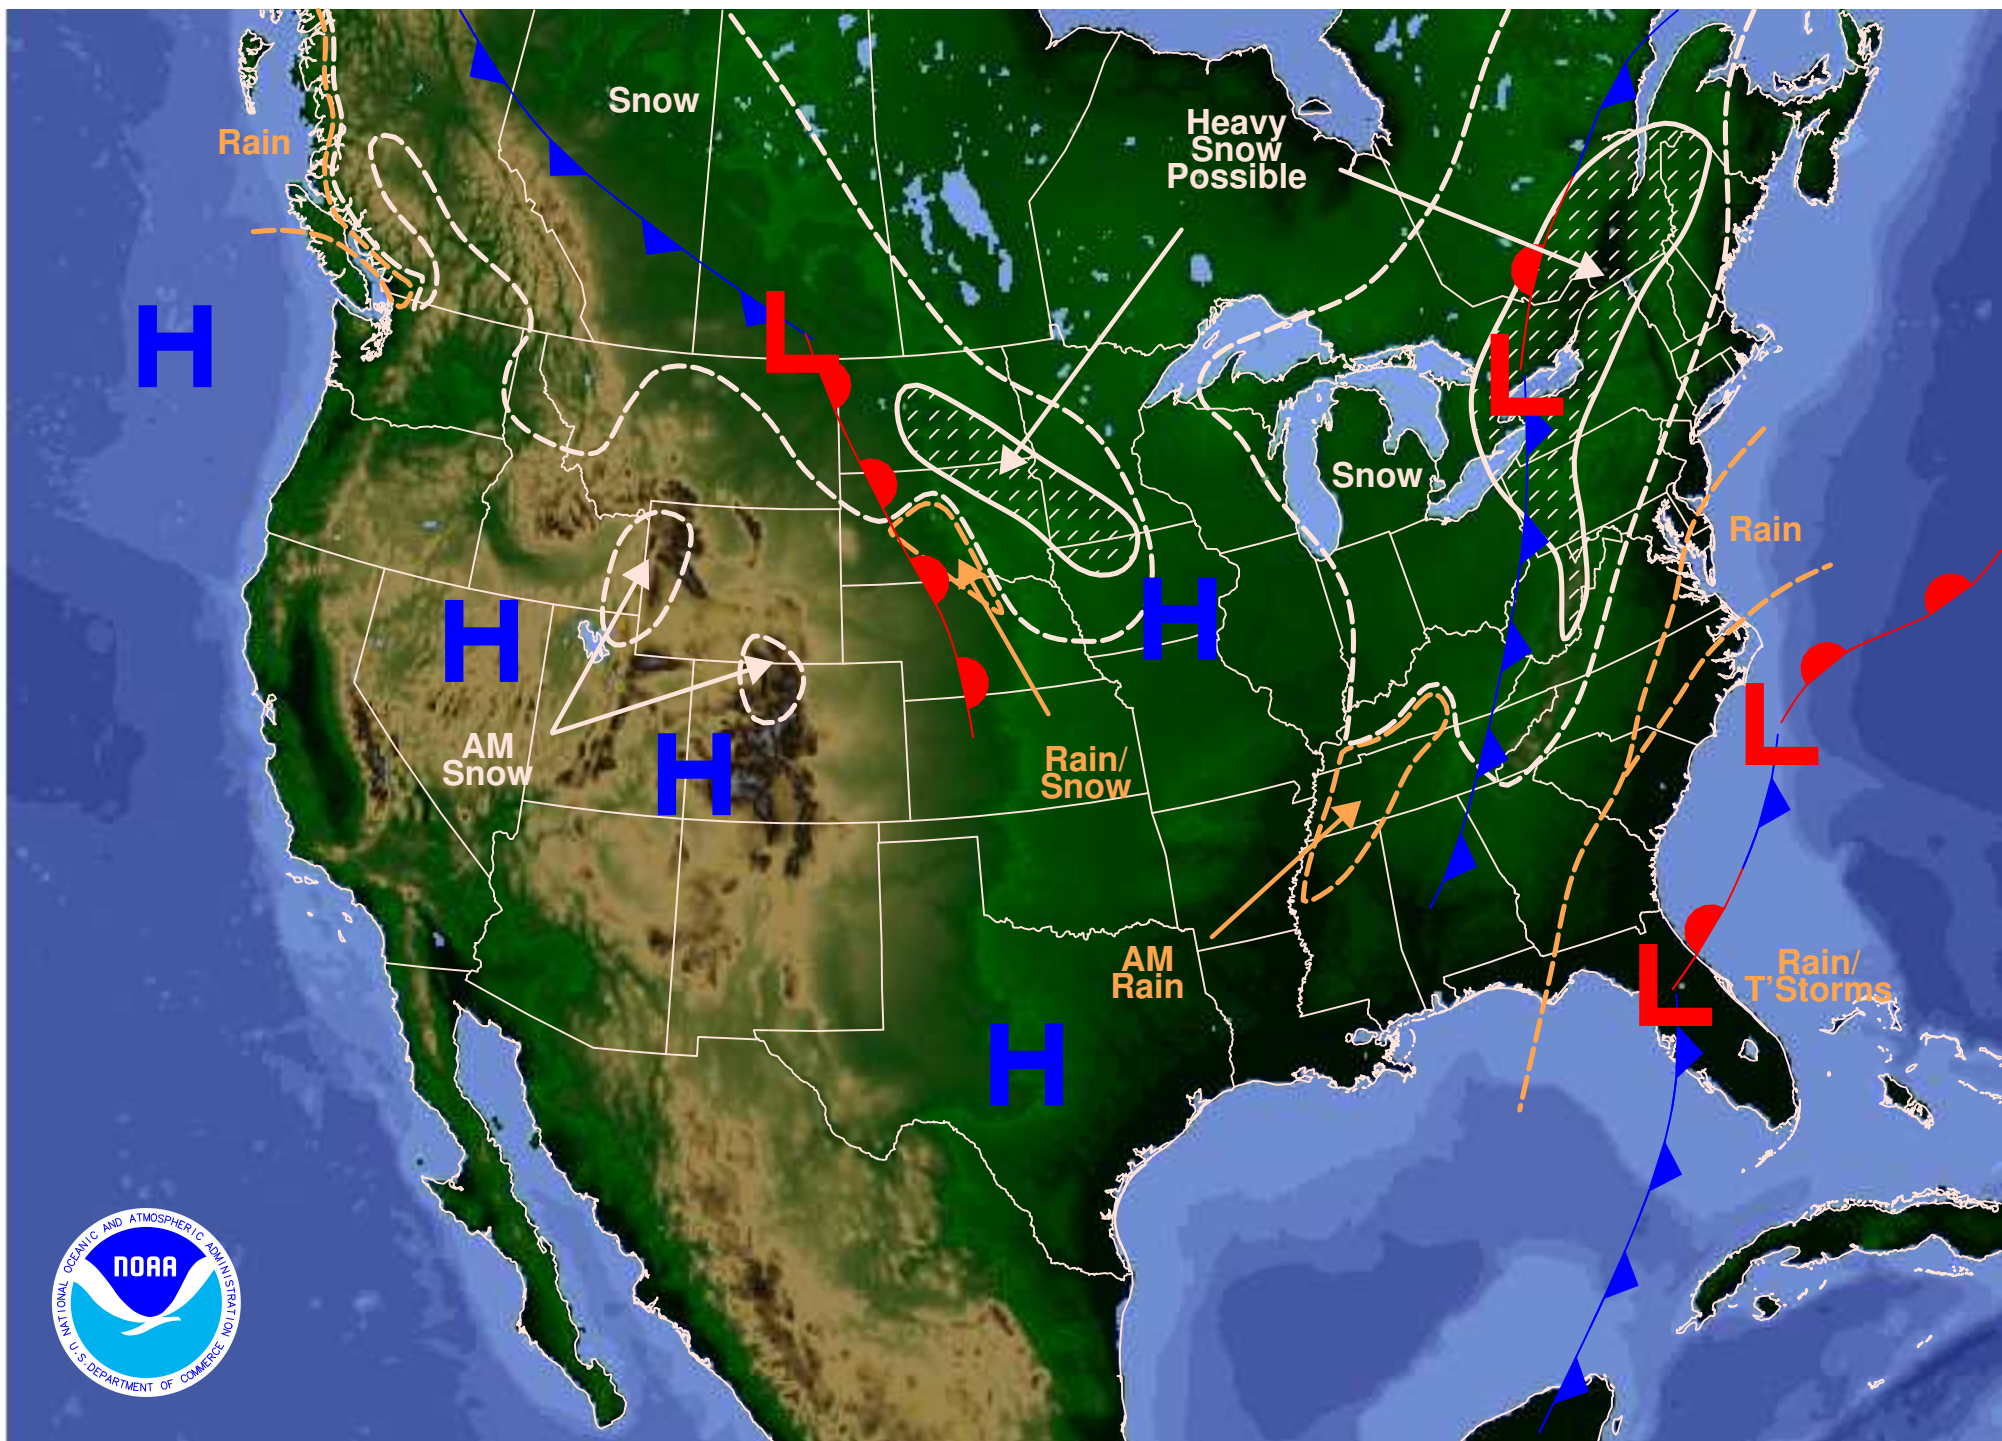 Snow
Rain
Heavy
Snow
Possible
H
L
L
Snow
Rain
H
H
L
AM
Snow
H
Rain/
Snow
AM
Rain
L
Rain/
T'Storms
H
NATIONAL OCEANIC AND ATMOSPHERIC ADMINISTRATION
NOAA
U.S. DEPARTMENT OF COMMERCE